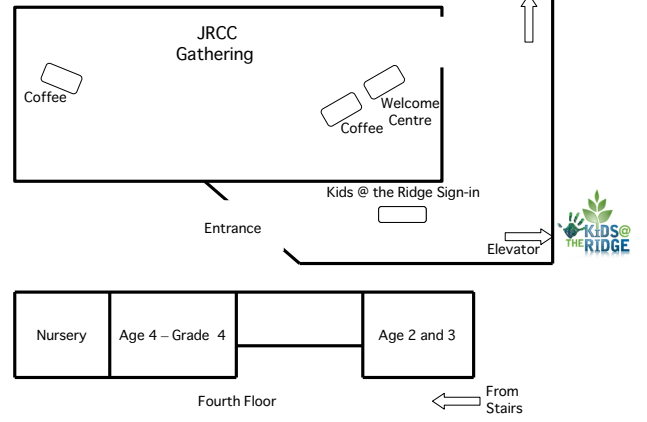 JRCC
Gathering
Coffee
Welcome
Centre
Coffee
Kids @ the Ridge Sign-in
Entrance
Elevator
KiDS@
THE RIDGE
Nursery
Age 4 – Grade 4
Age 2 and 3
Fourth Floor
From
Stairs